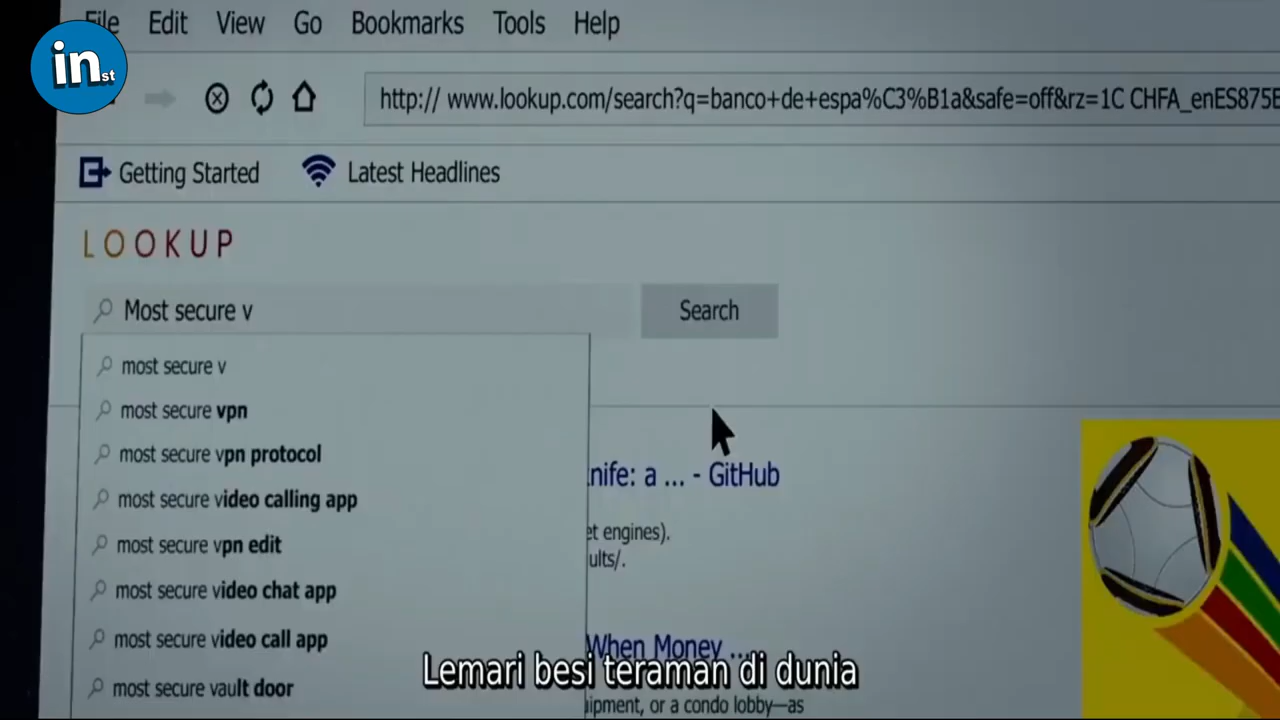 File Edit View Go Bookmarks Tools Help
in st
http:// www.lookup.com/search?q=banco+de+espa%C3%B1a&safe=off&rz=1C CHFA_enES875E
Getting Started Latest Headlines
LOOKUP
Most secure v Search
most secure v
most secure vpn
most secure vpn protocol
nife: a ... - GitHub
most secure video calling app
et engines).
most secure vpn edit
ults/.
most secure video chat app
most secure video call app
When Money ...
Lemari besi teraman di dunia
most secure vault door
ipment, or a condo lobby—as